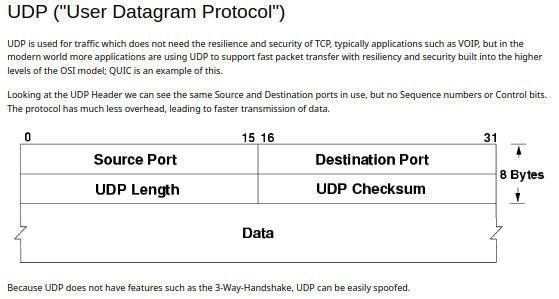 UDP ("User Datagram Protocol")
UDP is used for traffic which does not need the resilience and security of TCP, typically applications such as VOIP, but in the
modern world more applications are using UDP to support fast packet transfer with resiliency and security built into the higher
levels of the OSI model; QUIC is an example of this.
Looking at the UDP Header we can see the same Source and Destination ports in use, but no Sequence numbers or Control bits.
The protocol has much less overhead, leading to faster transmission of data.
0 15 16 31
Source Port Destination Port
8 Bytes
UDP Length UDP Checksum
Data
Because UDP does not have features such as the 3-Way-Handshake, UDP can be easily spoofed.